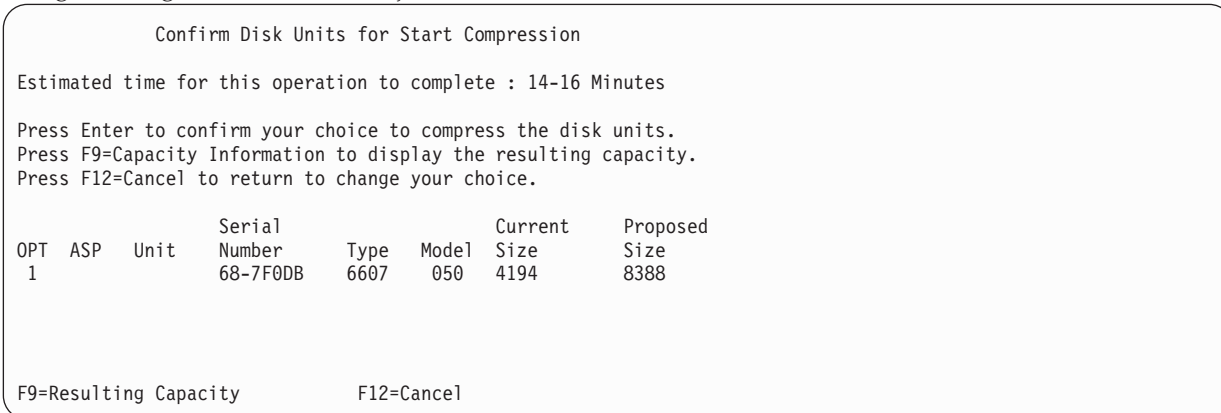 Confirm Disk Units for Start Compression
Estimated time for this operation to complete : 14-16 Minutes
Press Enter to confirm your choice to compress the disk units.
Press F9=Capacity Information to display the resulting capacity.
Press F12=Cancel to return to change your choice.
Serial Current Proposed
OPT ASP Unit Number Type Model Size Size
1 68-7F0DB 6607 050 4194 8388
F9=Resulting Capacity F12=Cancel